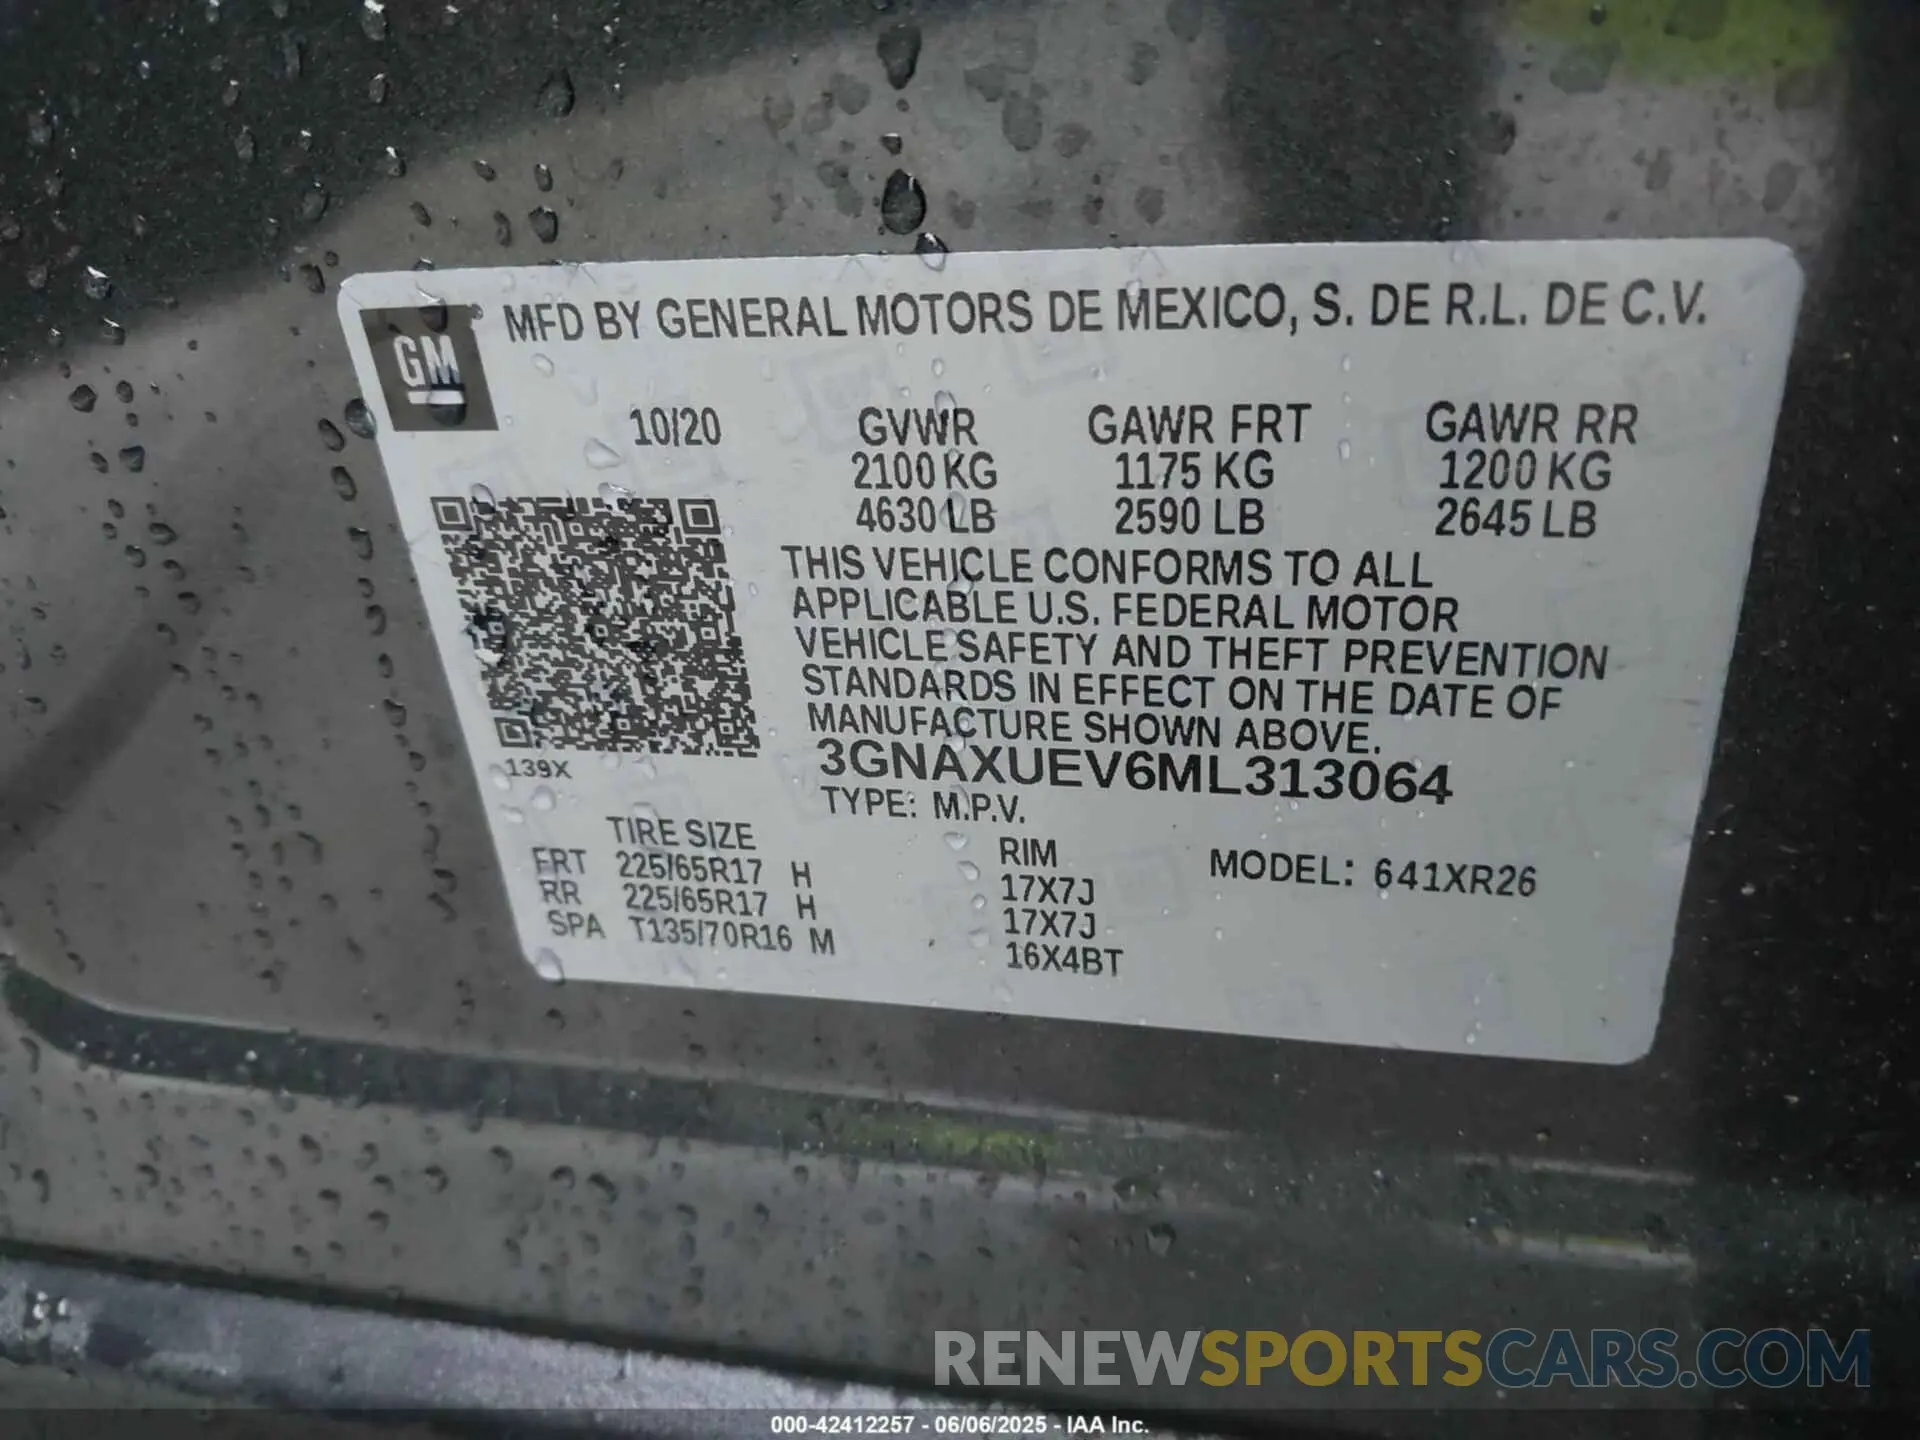 GM
MFD BY GENERAL MOTORS DE MEXICO, S. DE R.L. DE C.V.
10/20 GVWR GAWR FRT GAWR RR
2100 KG 1175 KG 1200 KG
4630 LB 2590 LB 2645 LB
THIS VEHICLE CONFORMS TO ALL
APPLICABLE U.S. FEDERAL MOTOR
VEHICLE SAFETY AND THEFT PREVENTION
STANDARDS IN EFFECT ON THE DATE OF
MANUFACTURE SHOWN ABOVE.
139X 3GNAXUEV6ML313064
TYPE: M.P.V.
TIRE SIZE RIM MODEL: 641XR26
FRT 225/65R17 H 17X7J
RR 225/65R17 H 17X7J
SPA T135/70R16 M 16X4BT
RENEWSPORTSCARS.COM
000-42412257 - 06/06/2025 - IAA Inc.